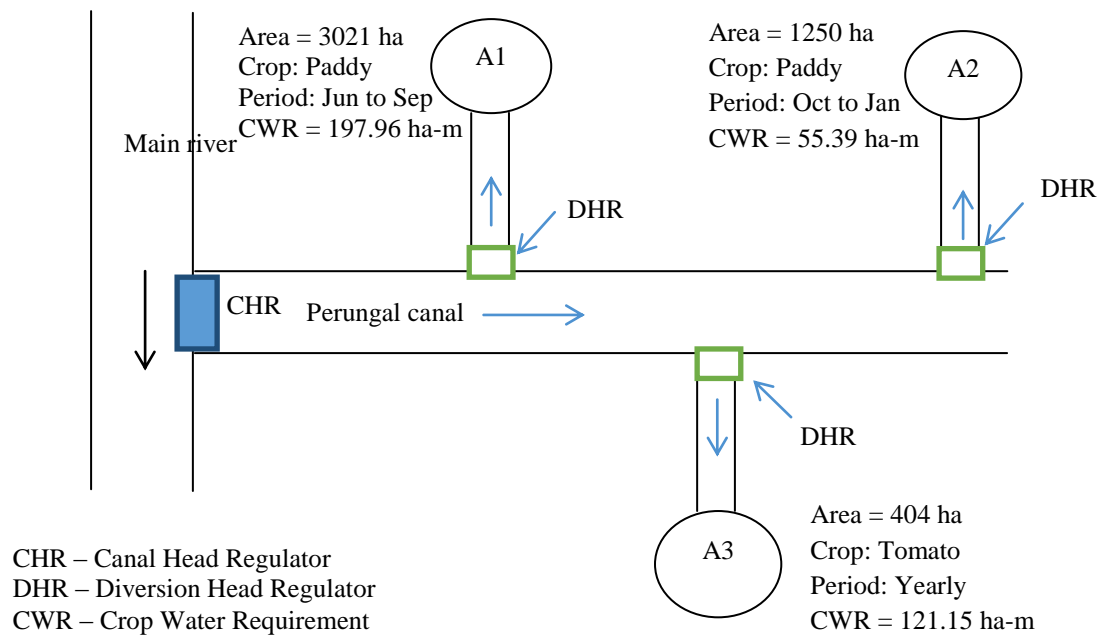 Area = 3021 ha
Crop: Paddy
Period: Jun to Sep
CWR = 197.96 ha-m
A1
Area = 1250 ha
Crop: Paddy
Period: Oct to Jan
CWR = 55.39 ha-m
A2
Main river
DHR
DHR
CHR
Perungal canal
DHR
A3
Area = 404 ha
Crop: Tomato
Period: Yearly
CWR = 121.15 ha-m
CHR – Canal Head Regulator
DHR – Diversion Head Regulator
CWR – Crop Water Requirement